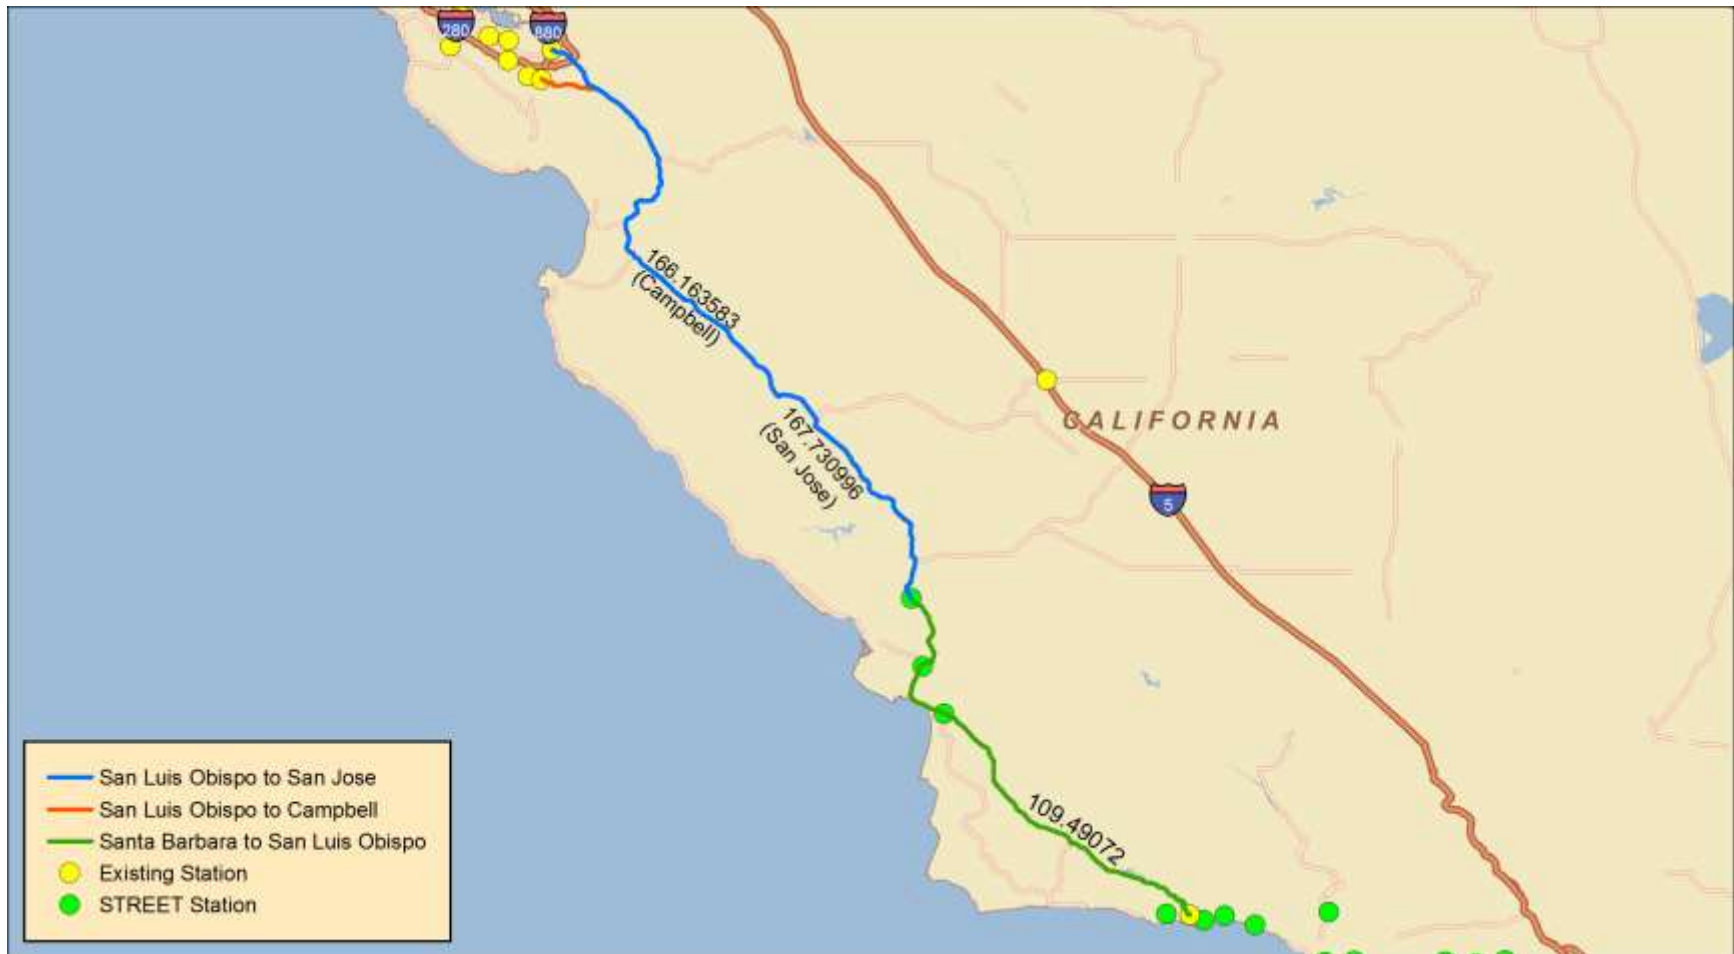 280
880
166.163583
(Campbell)
167.730996
(San Jose)
CALIFORNIA
5
109.49072
San Luis Obispo to San Jose
San Luis Obispo to Campbell
Santa Barbara to San Luis Obispo
Existing Station
STREET Station